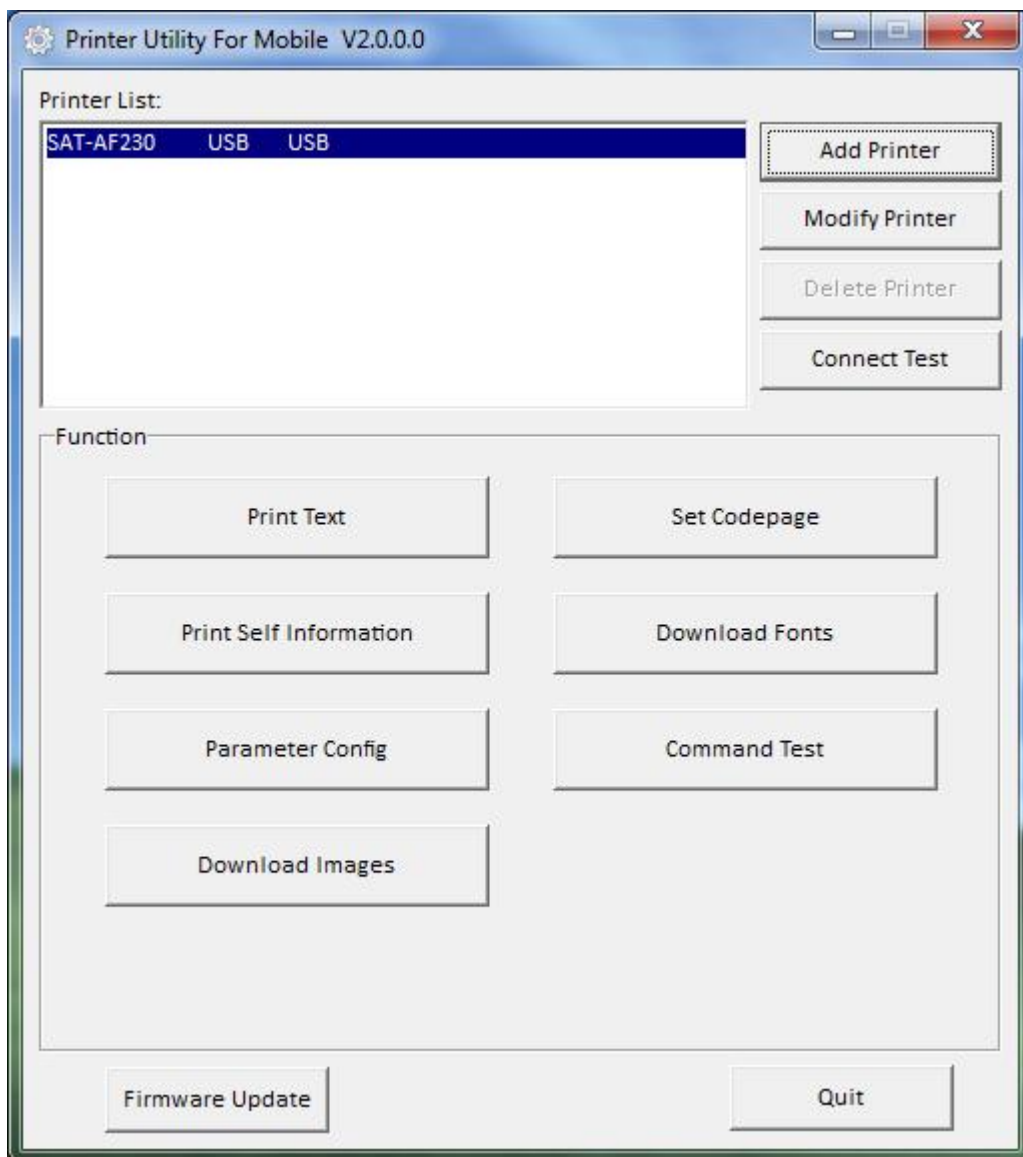 Printer Utility For Mobile V2.0.0.0
Printer List:
SAT-AF230 USB USB
Add Printer
Modify Printer
Delete Printer
Connect Test
Function
Print Text
Set Codepage
Print Self Information
Download Fonts
Parameter Config
Command Test
Download Images
Firmware Update
Quit